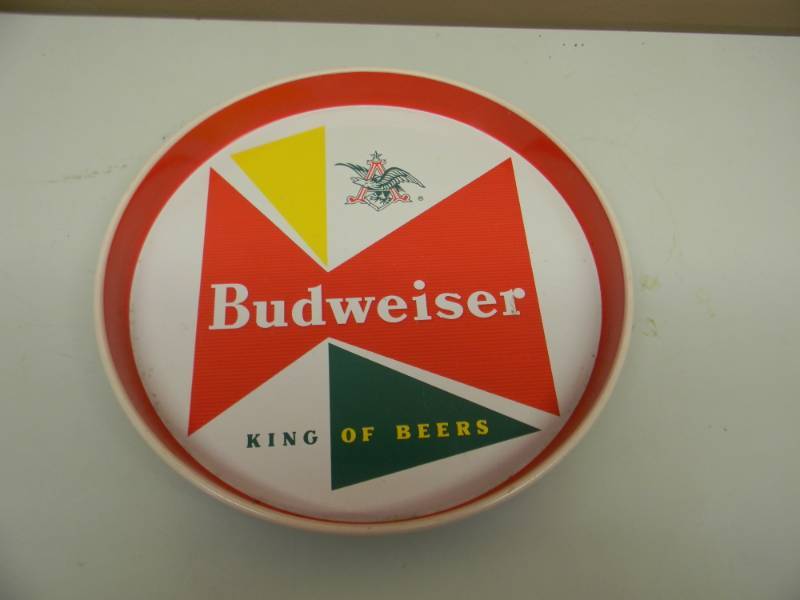 A
®
Budweiser
KING OF BEERS